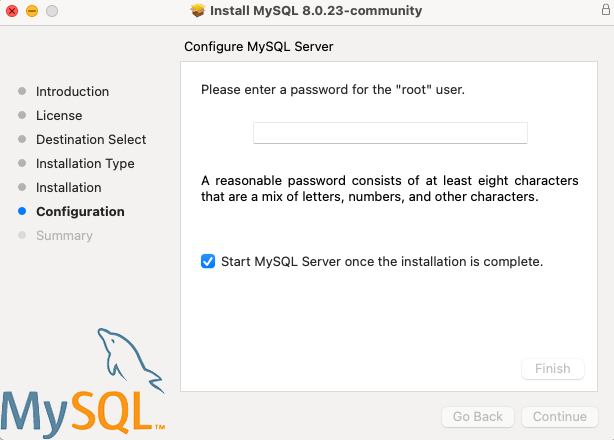 Install MySQL 8.0.23-community
Configure MySQL Server
Introduction
License
Destination Select
Installation Type
Installation
Configuration
Summary
Please enter a password for the "root" user.
A reasonable password consists of at least eight characters
that are a mix of letters, numbers, and other characters.
Start MySQL Server once the installation is complete.
Finish
MySQL™
Go Back
Continue